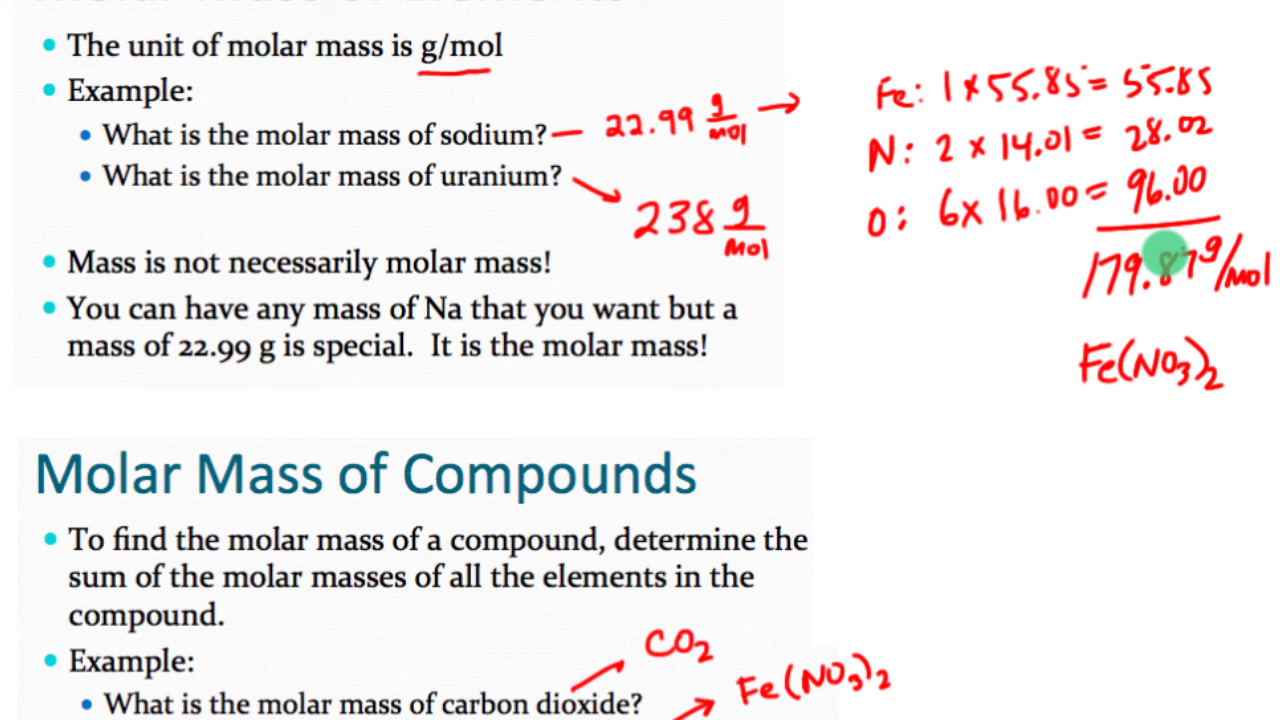 Molar Mass of Elements
• The unit of molar mass is g/mol
• Example:
• What is the molar mass of sodium? — 22.99 g/mol →
• What is the molar mass of uranium?
238 g/mol
• Mass is not necessarily molar mass!
• You can have any mass of Na that you want but a
mass of 22.99 g is special. It is the molar mass!
Fe: 1 × 55.85 = 55.85
N: 2 × 14.01 = 28.02
O: 6 × 16.00 = 96.00
179.87 g/mol
Fe(NO3)2
Molar Mass of Compounds
• To find the molar mass of a compound, determine the
sum of the molar masses of all the elements in the
compound.
• Example:
CO2
• What is the molar mass of carbon dioxide?
Fe(NO3)2